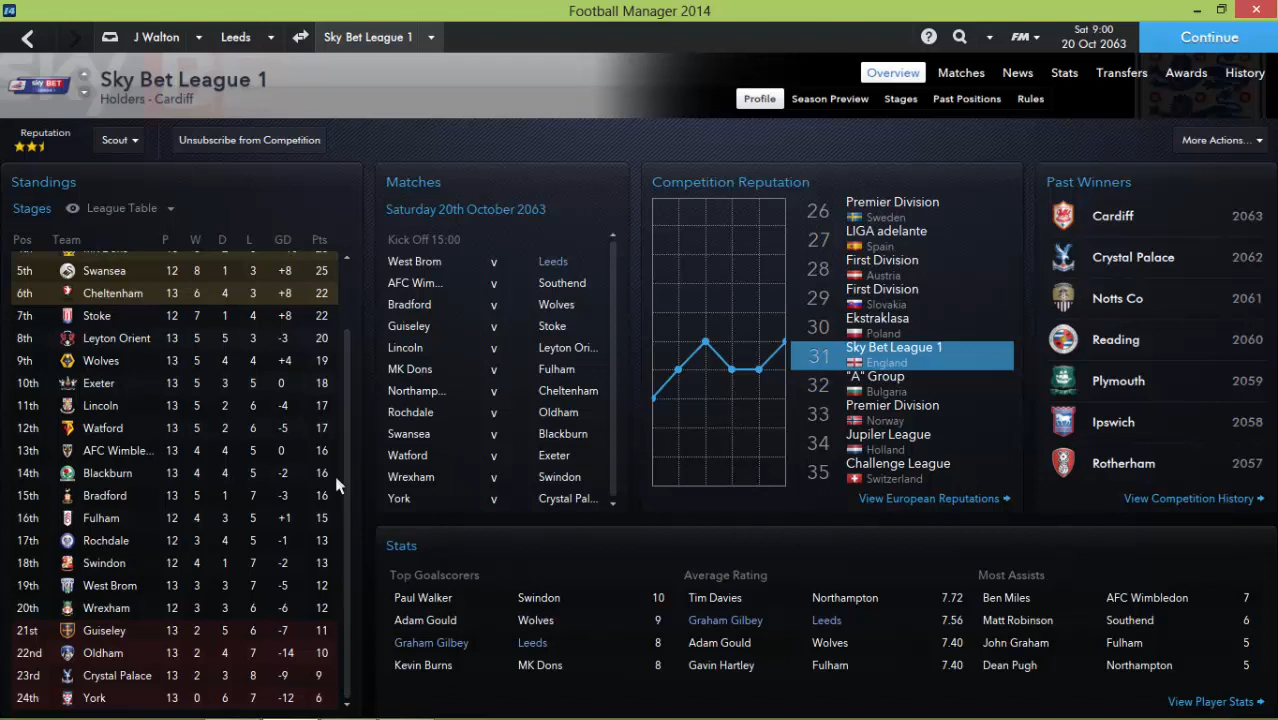 Football Manager 2014
J Walton Leeds Sky Bet League 1 FM Sat 9:00 20 Oct 2063 Continue
Sky Bet League 1
Holders - Cardiff
Overview Matches News Stats Transfers Awards History
Profile Season Preview Stages Past Positions Rules
Reputation
Scout Unsubscribe from Competition More Actions...
Standings
Stages League Table
Pos Team P W D L GD Pts
5th Swansea 12 8 1 3 +8 25
6th Cheltenham 13 6 4 3 +8 22
7th Stoke 12 7 1 4 +8 22
8th Leyton Orient 13 5 5 3 -3 20
9th Wolves 13 5 4 4 +4 19
10th Exeter 13 5 3 5 0 18
11th Lincoln 13 5 2 6 -4 17
12th Watford 13 5 2 6 -5 17
13th AFC Wimble... 13 4 4 5 0 16
14th Blackburn 13 4 4 5 -2 16
15th Bradford 13 5 1 7 -3 16
16th Fulham 12 4 3 5 +1 15
17th Rochdale 12 3 4 5 -1 13
18th Swindon 12 4 1 7 -2 13
19th West Brom 13 3 3 7 -5 12
20th Wrexham 12 3 3 6 -6 12
21st Guiseley 13 2 5 6 -7 11
22nd Oldham 13 2 4 7 -14 10
23rd Crystal Palace 13 2 3 8 -9 9
24th York 13 0 6 7 -12 6
Matches
Saturday 20th October 2063
Kick Off 15:00
West Brom v Leeds
AFC Wim... v Southend
Bradford v Wolves
Guiseley v Stoke
Lincoln v Leyton Ori...
MK Dons v Fulham
Northamp... v Cheltenham
Rochdale v Oldham
Swansea v Blackburn
Watford v Exeter
Wrexham v Swindon
York v Crystal Pal...
Competition Reputation
26 Premier Division
Sweden
27 LIGA adelante
Spain
28 First Division
Austria
29 First Division
Slovakia
30 Ekstraklasa
Poland
31 Sky Bet League 1
England
32 "A" Group
Bulgaria
33 Premier Division
Norway
34 Jupiler League
Holland
35 Challenge League
Switzerland
View European Reputations
Past Winners
Cardiff 2063
Crystal Palace 2062
Notts Co 2061
Reading 2060
Plymouth 2059
Ipswich 2058
Rotherham 2057
View Competition History
Stats
Top Goalscorers
Paul Walker Swindon 10
Adam Gould Wolves 9
Graham Gilbey Leeds 8
Kevin Burns MK Dons 8
Average Rating
Tim Davies Northampton 7.72
Graham Gilbey Leeds 7.56
Adam Gould Wolves 7.40
Gavin Hartley Fulham 7.40
Most Assists
Ben Miles AFC Wimbledon 7
Matt Robinson Southend 6
John Graham Fulham 5
Dean Pugh Northampton 5
View Player Stats